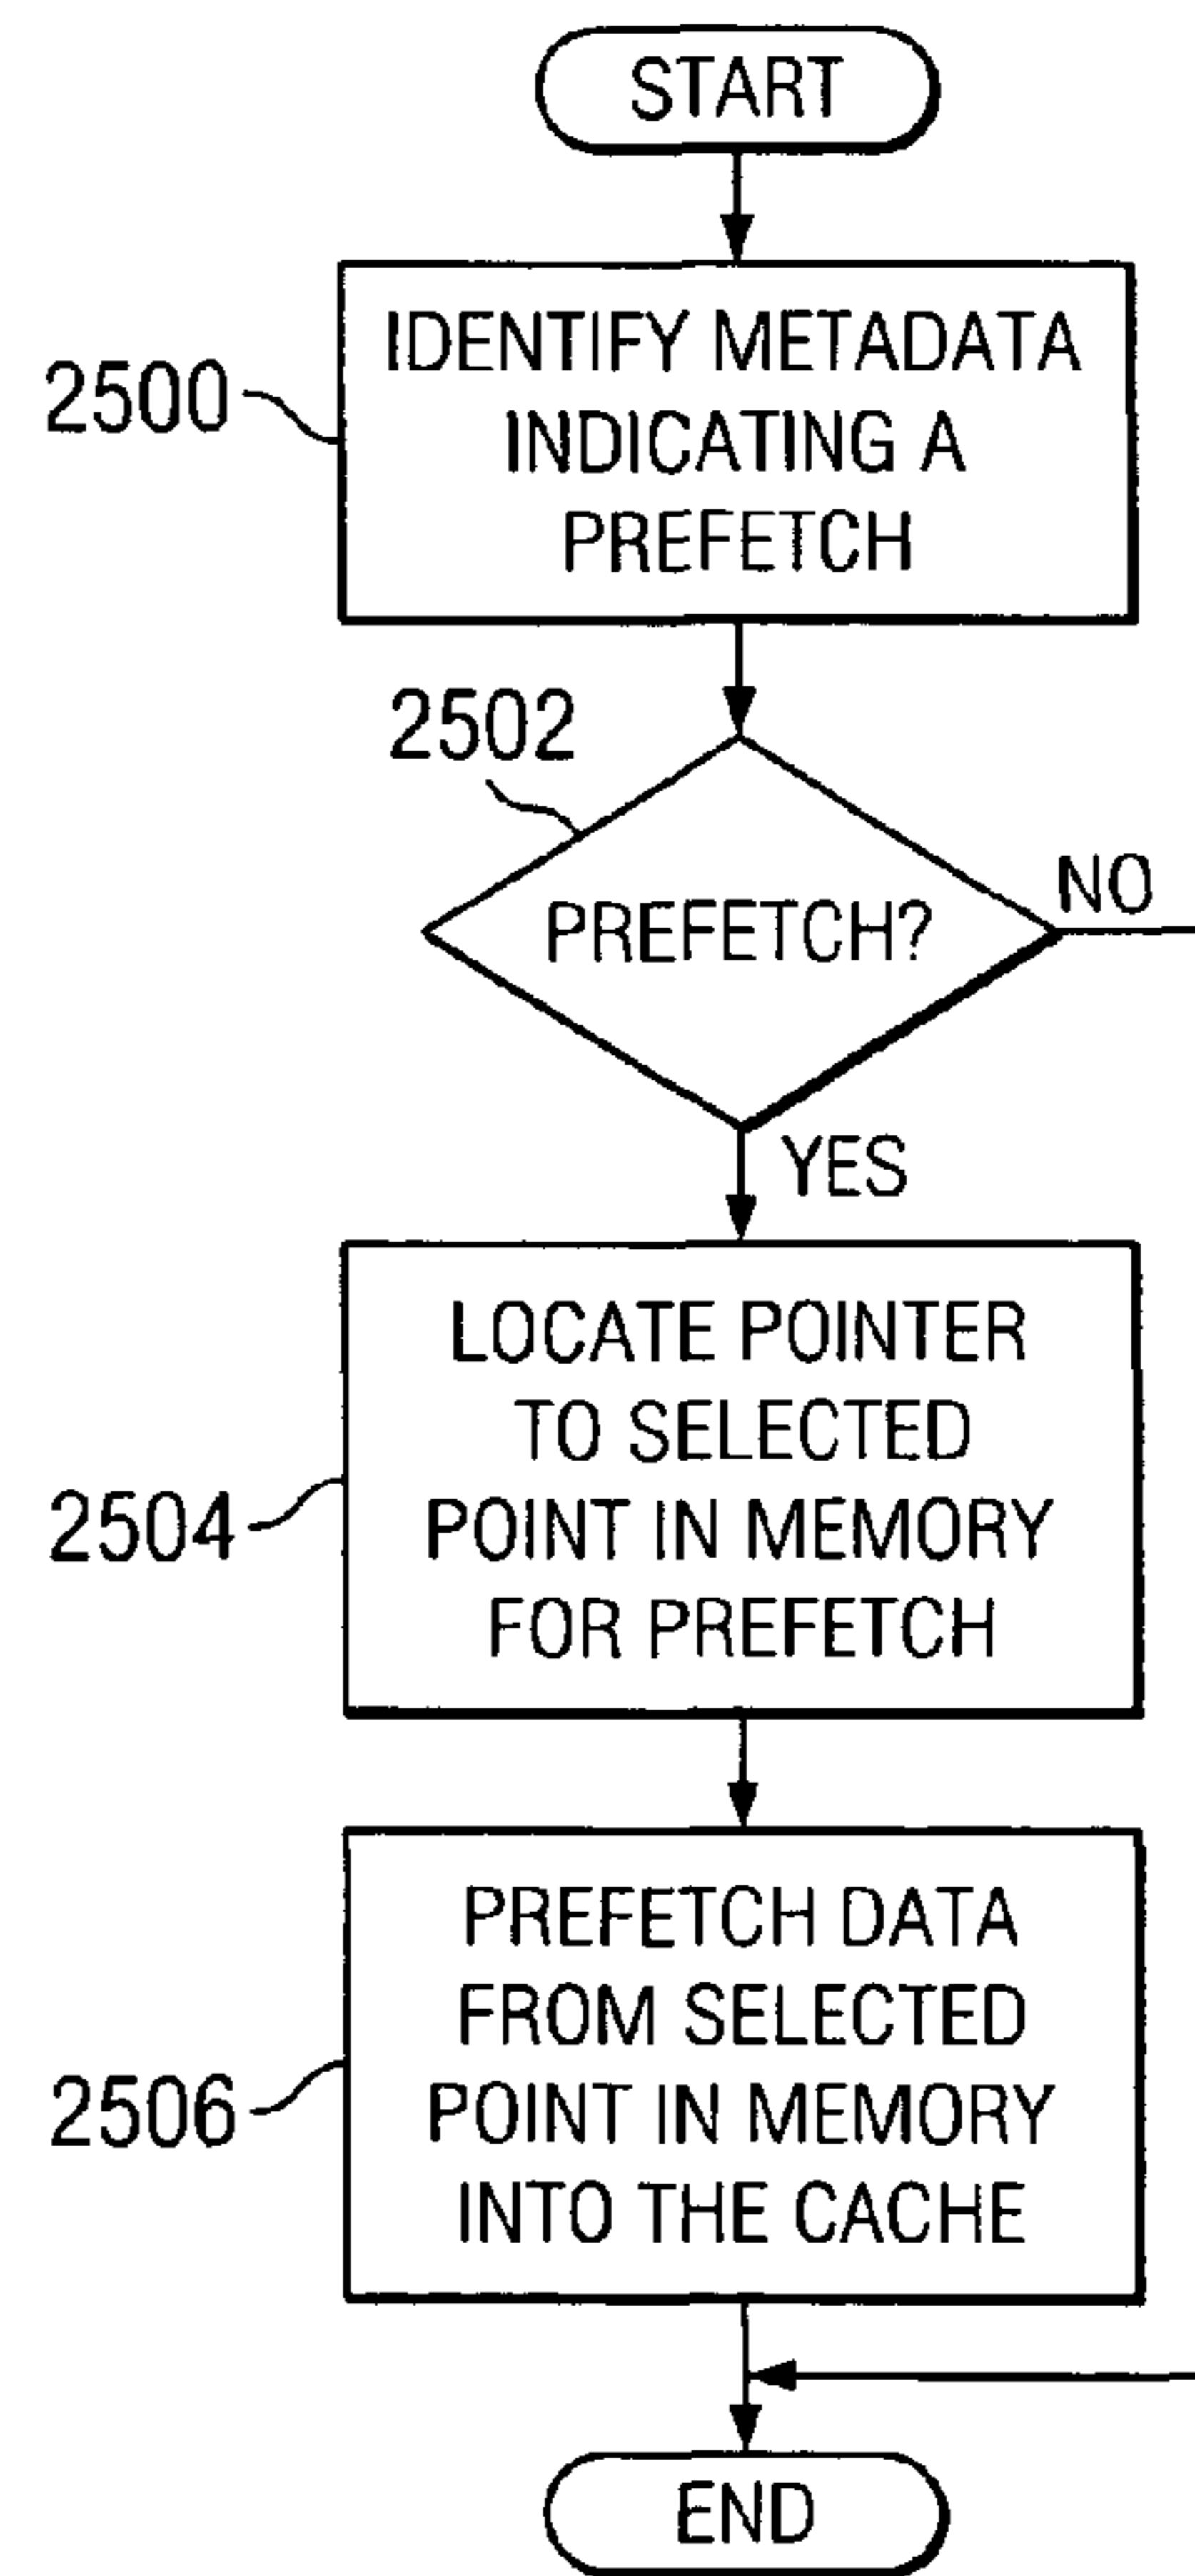 START
2500
IDENTIFY METADATA
INDICATING A
PREFETCH
2502
PREFETCH?
NO
YES
2504
LOCATE POINTER
TO SELECTED
POINT IN MEMORY
FOR PREFETCH
2506
PREFETCH DATA
FROM SELECTED
POINT IN MEMORY
INTO THE CACHE
END